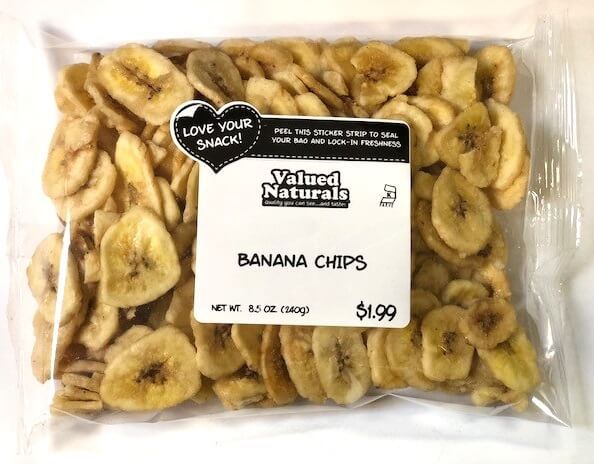 LOVE YOUR
SNACK!
PEEL THIS STICKER STRIP TO SEAL
YOUR BAG AND LOCK-IN FRESHNESS
Valued
Naturals
Quality you can see...and taste!
K
BANANA CHIPS
NET WT. 8.5 OZ (240g)
$1.99